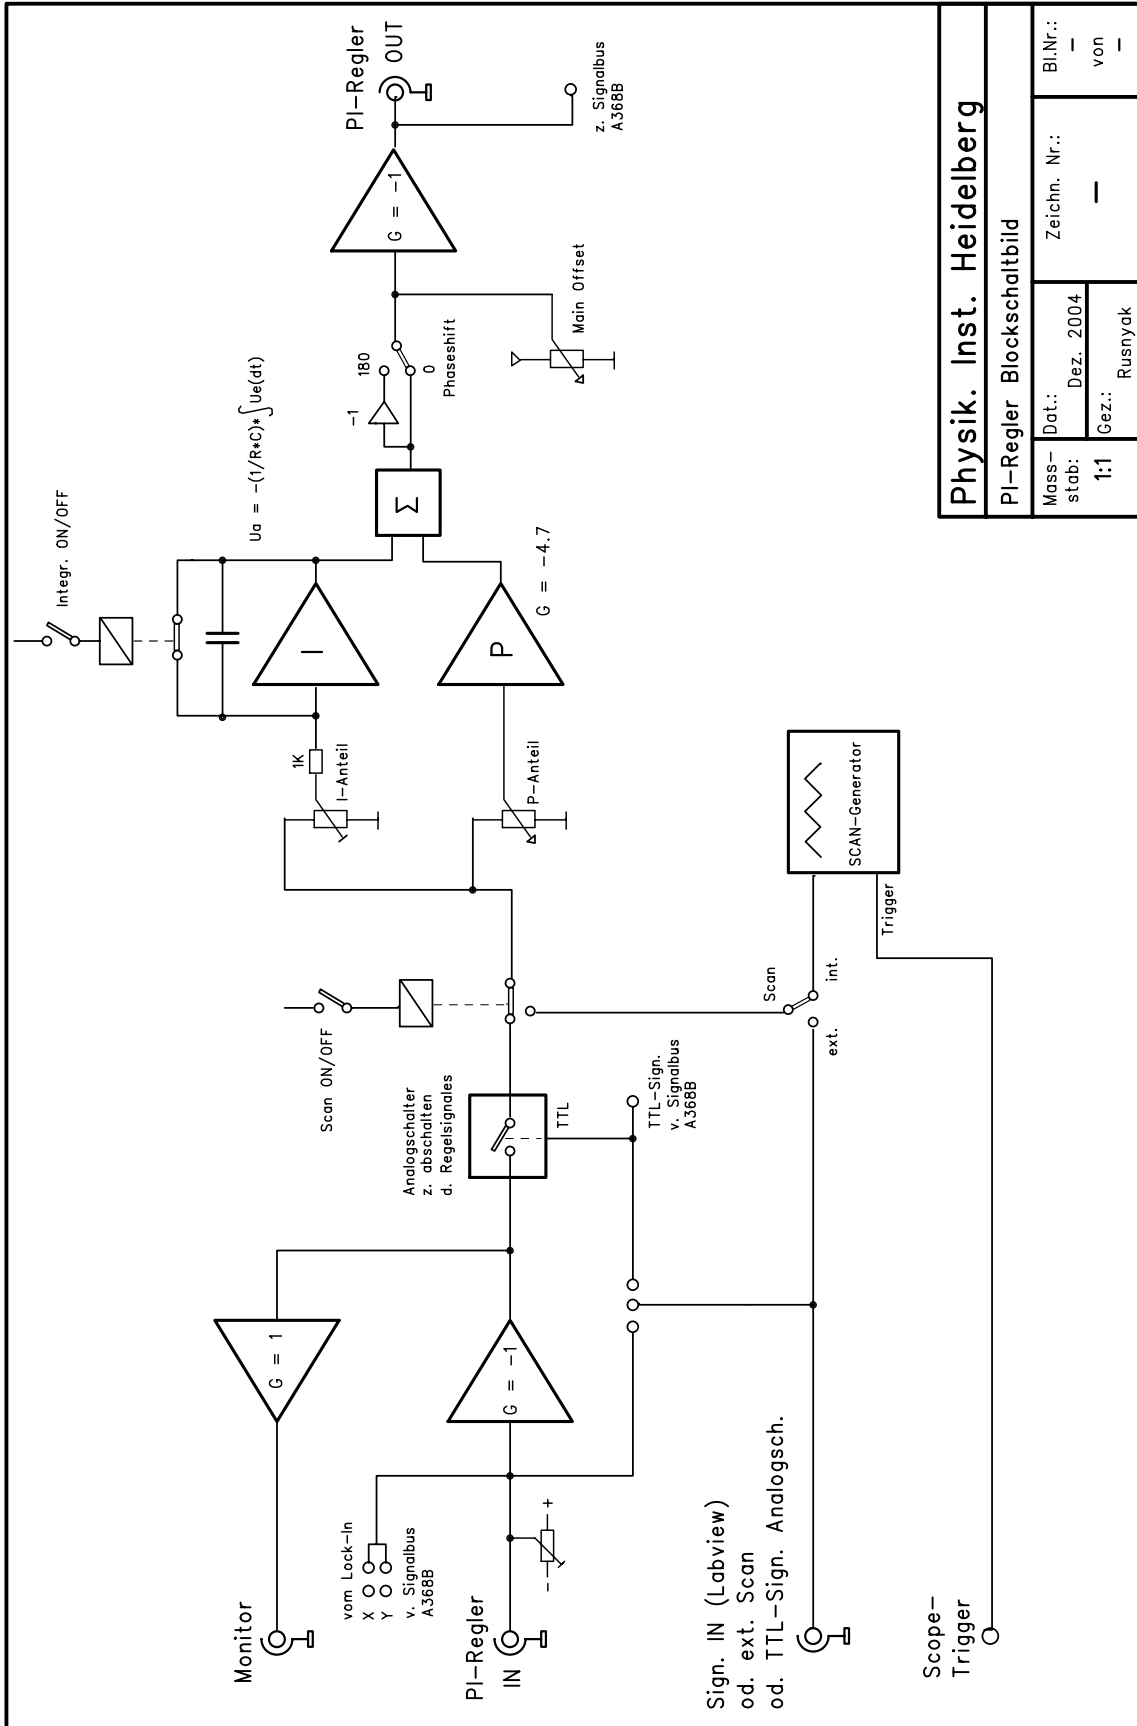 Integr. ON/OFF
Ua = -(1/R*C)* ∫ Ue(dt)
PI-Regler
OUT
G = -1
z. Signalbus
A368B
180
-1
0
Phaseshift
Main Offset
Σ
I
P
G = -4.7
1K
I-Anteil
P-Anteil
Scan ON/OFF
Analogschalter
z. abschalten
d. Regelsignales
TTL
TTL-Sign.
v. Signalbus
A368B
Scan
int.
ext.
SCAN-Generator
Trigger
Monitor
G = 1
vom Lock-In
X
Y
v. Signalbus
A368B
PI-Regler
IN
G = -1
- +
Sign. IN (Labview)
od. ext. Scan
od. TTL-Sign. Analogsch.
Scope-
Trigger
Physik. Inst. Heidelberg
PI-Regler Blockschaltbild
Mass-
stab:
1:1
Dat.:
Dez. 2004
Gez.:
Rusnyak
Zeichn. Nr.:
-
Bl.Nr.:
-
von
-